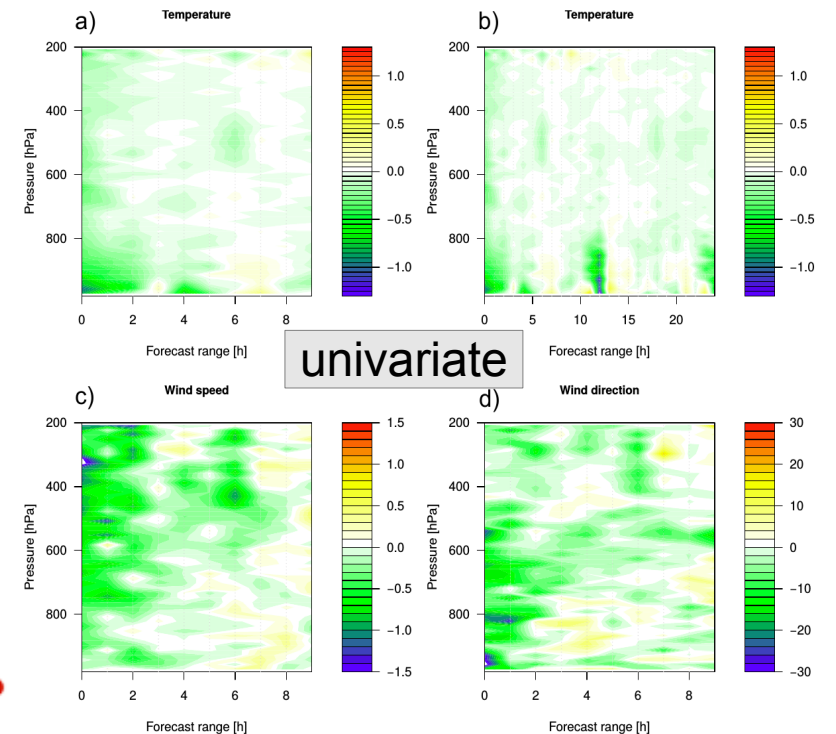 a)
Temperature
200
400
600
800
Pressure [hPa]
0 2 4 6 8
Forecast range [h]
1.0
0.5
0.0
−0.5
−1.0
b)
Temperature
200
400
600
800
Pressure [hPa]
0 5 10 15 20
Forecast range [h]
1.0
0.5
0.0
−0.5
−1.0
univariate
c)
Wind speed
200
400
600
800
Pressure [hPa]
0 2 4 6 8
Forecast range [h]
1.5
1.0
0.5
0.0
−0.5
−1.0
−1.5
d)
Wind direction
200
400
600
800
Pressure [hPa]
0 2 4 6 8
Forecast range [h]
30
20
10
0
−10
−20
−30